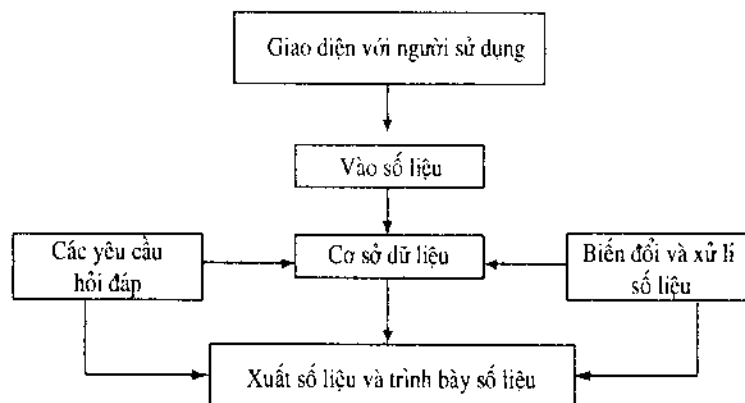 Giao diện với người sử dụng
Vào số liệu
Các yêu cầu
hỏi đáp
Cơ sở dữ liệu
Biến đổi và xử lí
số liệu
Xuất số liệu và trình bày số liệu